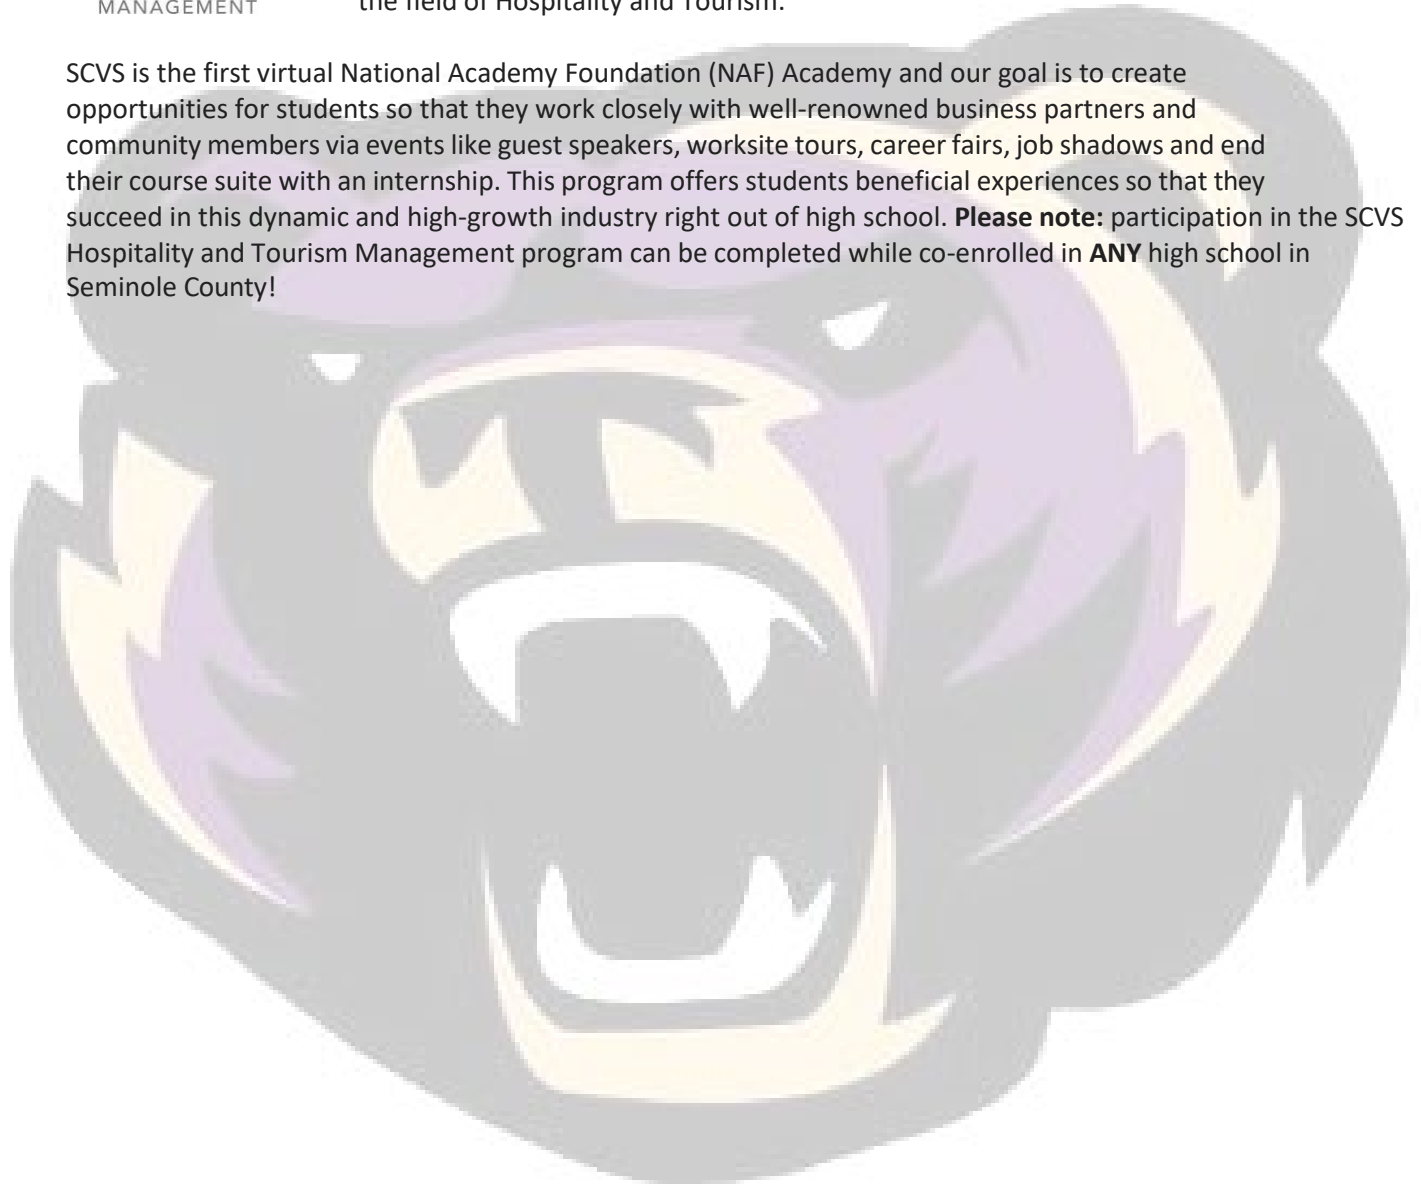 MANAGEMENT
the field of Hospitality and Tourism.
SCVS is the first virtual National Academy Foundation (NAF) Academy and our goal is to create
opportunities for students so that they work closely with well-renowned business partners and
community members via events like guest speakers, worksite tours, career fairs, job shadows and end
their course suite with an internship. This program offers students beneficial experiences so that they
succeed in this dynamic and high-growth industry right out of high school. Please note: participation in the SCVS
Hospitality and Tourism Management program can be completed while co-enrolled in ANY high school in
Seminole County!